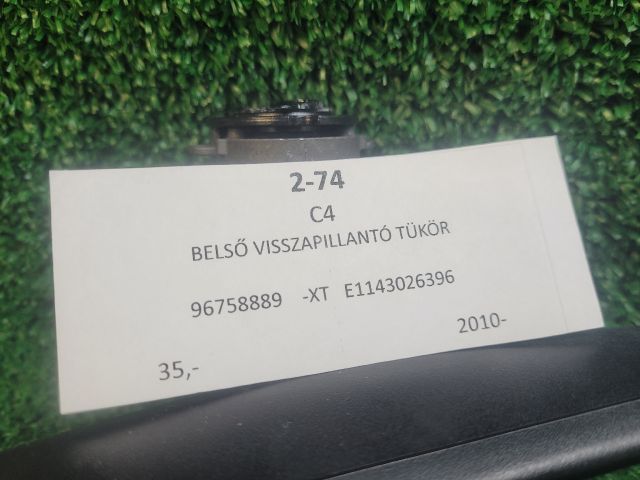 2-74
C4
BELSŐ VISSZAPILLANTÓ TÜKÖR
96758889 -XT E1143026396
2010-
35,-